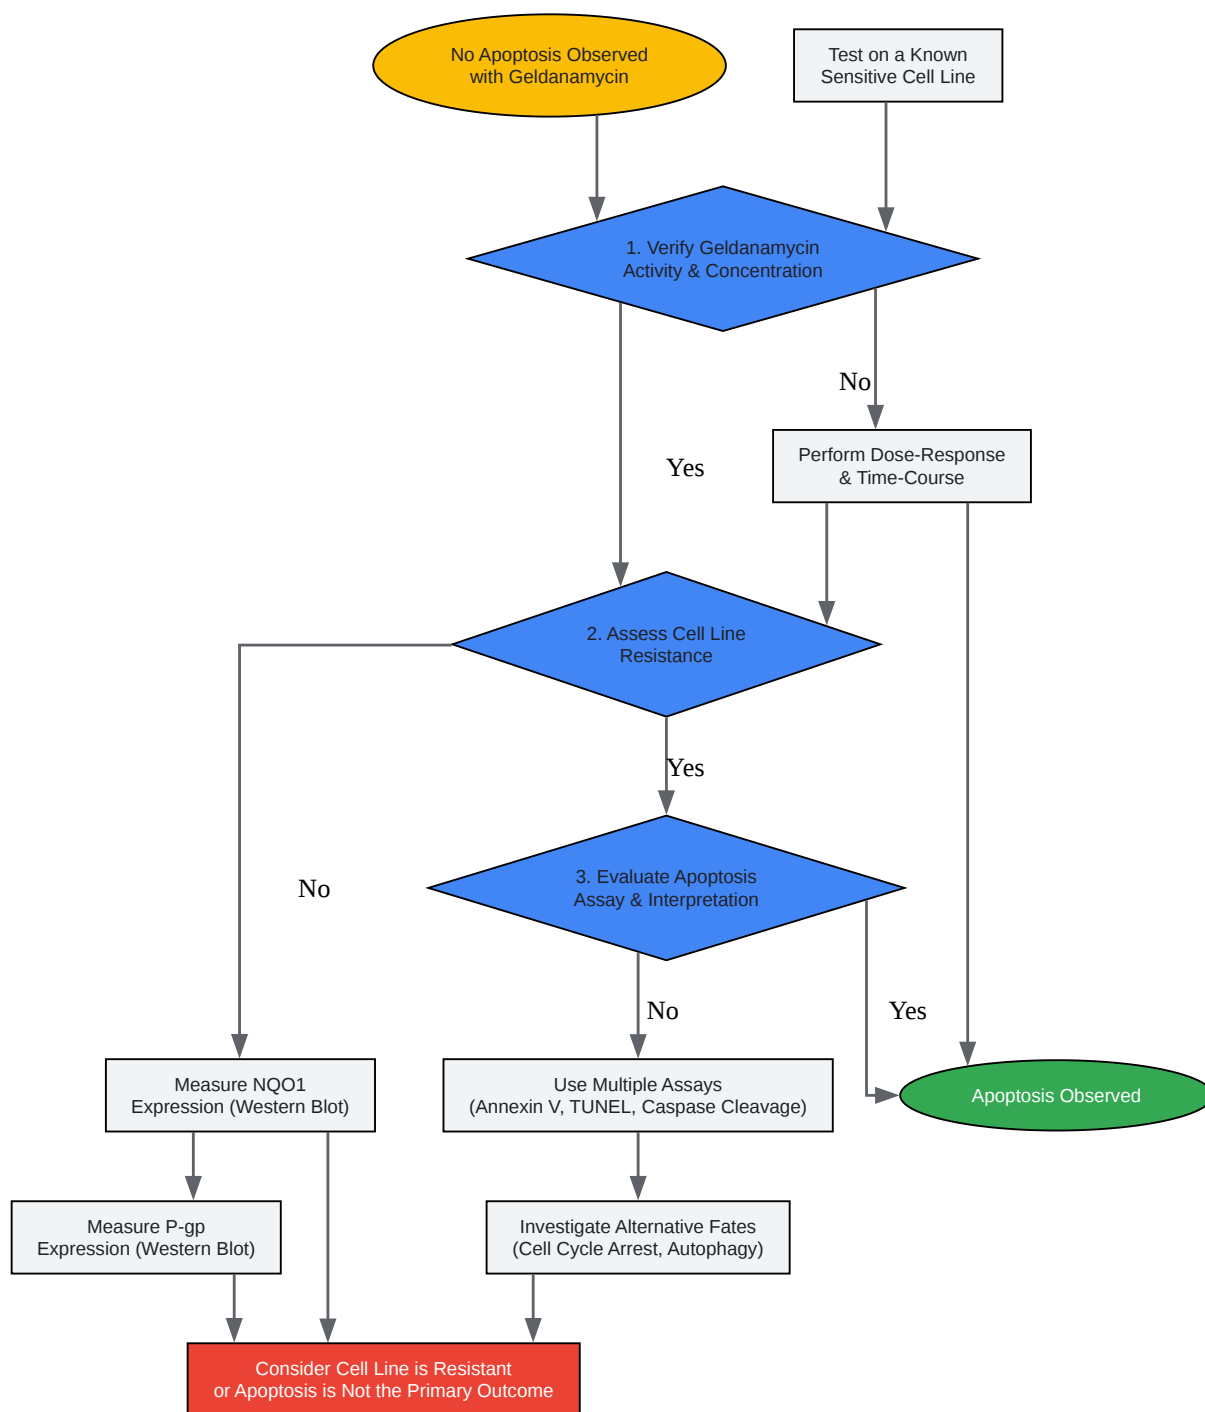 No Apoptosis Observed
with Geldanamycin
Test on a Known
Sensitive Cell Line
1. Verify Geldanamycin
Activity & Concentration
No
Yes
Perform Dose-Response
& Time-Course
2. Assess Cell Line
Resistance
Yes
No
3. Evaluate Apoptosis
Assay & Interpretation
No
Yes
Measure NQO1
Expression (Western Blot)
Use Multiple Assays
(Annexin V, TUNEL, Caspase Cleavage)
Apoptosis Observed
Measure P-gp
Expression (Western Blot)
Investigate Alternative Fates
(Cell Cycle Arrest, Autophagy)
Consider Cell Line is Resistant
or Apoptosis is Not the Primary Outcome